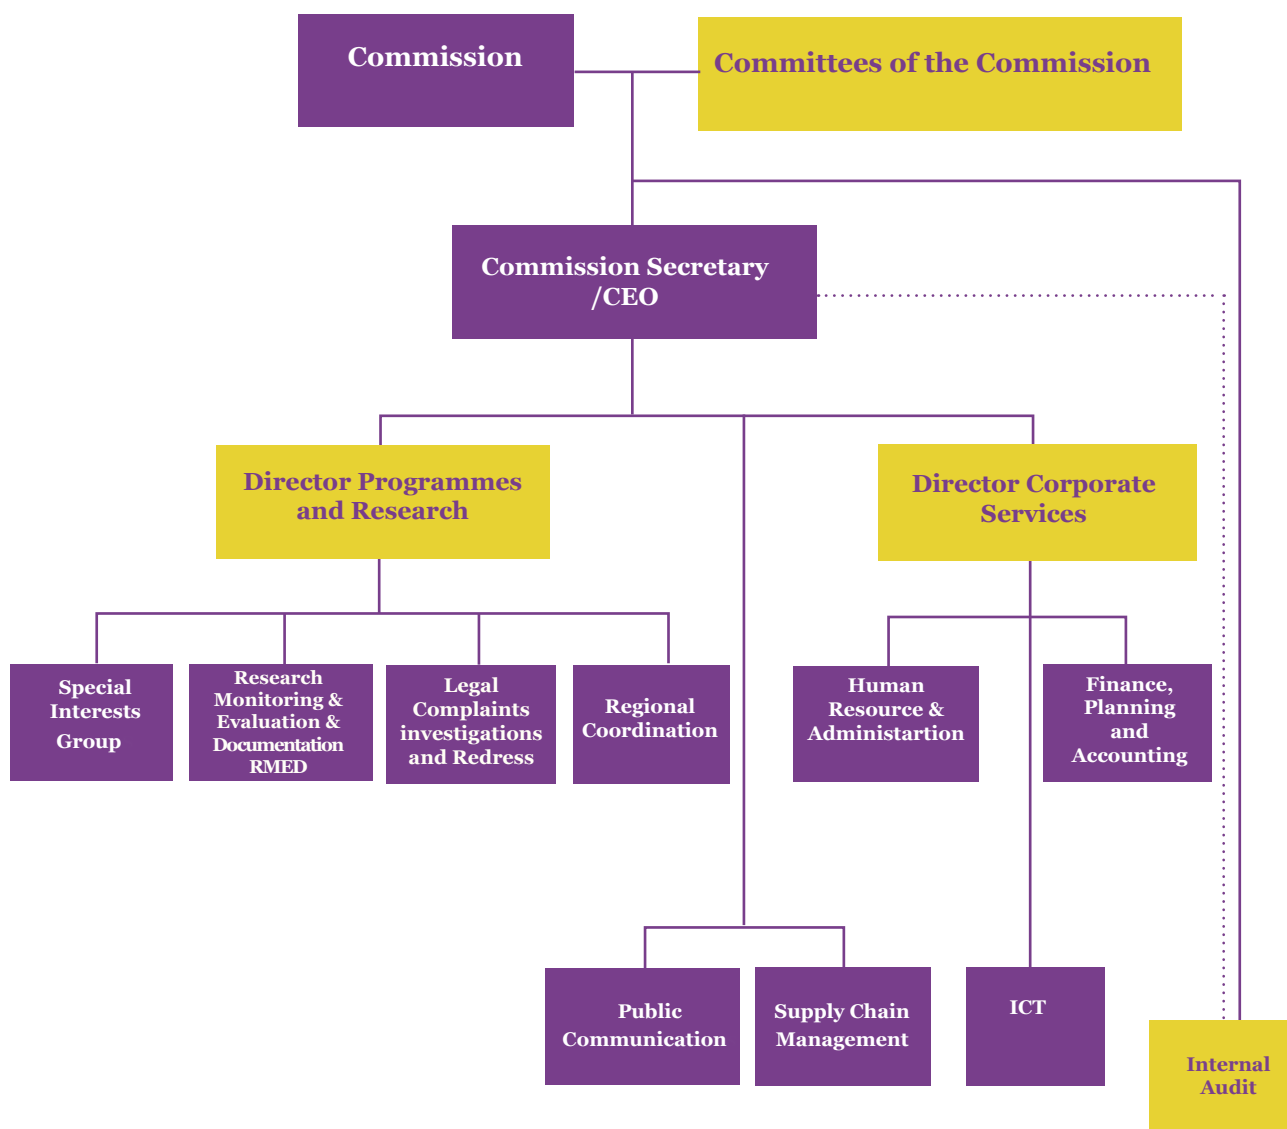 Commission
Committees of the Commission
Commission Secretary
/CEO
Director Programmes
and Research
Director Corporate
Services
Special
Interests
Group
Research
Monitoring &
Evaluation &
Documentation
RMED
Legal
Complaints
investigations
and Redress
Regional
Coordination
Human
Resource &
Administartion
Finance,
Planning
and
Accounting
Public
Communication
Supply Chain
Management
ICT
Internal
Audit